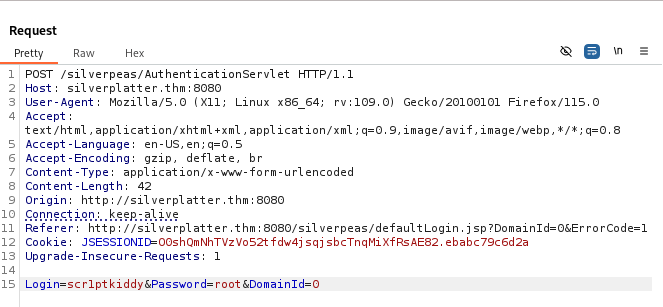 Request
Pretty Raw Hex \n
1 POST /silverpeas/AuthenticationServlet HTTP/1.1
2 Host: silverplatter.thm:8080
3 User-Agent: Mozilla/5.0 (X11; Linux x86_64; rv:109.0) Gecko/20100101 Firefox/115.0
4 Accept:
text/html,application/xhtml+xml,application/xml;q=0.9,image/avif,image/webp,*/*;q=0.8
5 Accept-Language: en-US,en;q=0.5
6 Accept-Encoding: gzip, deflate, br
7 Content-Type: application/x-www-form-urlencoded
8 Content-Length: 42
9 Origin: http://silverplatter.thm:8080
10 Connection: keep-alive
11 Referer: http://silverplatter.thm:8080/silverpeas/defaultLogin.jsp?DomainId=0&ErrorCode=1
12 Cookie: JSESSIONID=O0shQmNhTVzVo52tfdw4jsqjsbcTnqMiXfRsAE82.ebabc79c6d2a
13 Upgrade-Insecure-Requests: 1
14
15 Login=scr1ptkiddy&Password=root&DomainId=0